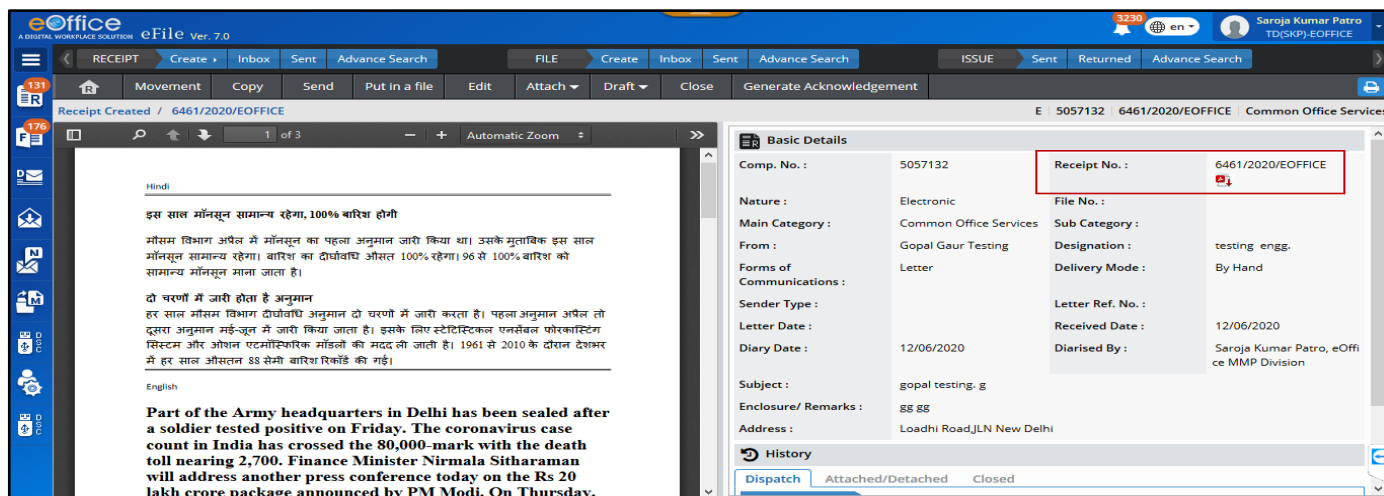 eOffice
A DIGITAL WORKPLACE SOLUTION eFile Ver. 7.0
3230 en Saroja Kumar Patro
TD(SKP)-EOFFICE
RECEIPT Create Inbox Sent Advance Search FILE Create Inbox Sent Advance Search ISSUE Sent Returned Advance Search
131 R Movement Copy Send Put in a file Edit Attach Draft Close Generate Acknowledgement
Receipt Created / 6461/2020/EOFFICE E 5057132 6461/2020/EOFFICE Common Office Services
176
1 of 3 — + Automatic Zoom
Hindi
इस साल मॉनसून सामान्य रहेगा, 100% बारिश होगी
मौसम विभाग अप्रैल में मॉनसून का पहला अनुमान जारी किया था। उसके मुताबिक इस साल
मॉनसून सामान्य रहेगा। बारिश का दीर्घावधि औसत 100% रहेगा। 96 से 100% बारिश को
सामान्य मॉनसून माना जाता है।
दो चरणों में जारी होता है अनुमान
हर साल मौसम विभाग दीर्घावधि अनुमान दो चरणों में जारी करता है। पहला अनुमान अप्रैल तो
दूसरा अनुमान मई-जून में जारी किया जाता है। इसके लिए स्टेटिस्टिकल एनसेंबल फोरकास्टिंग
सिस्टम और ओशन एटमॉस्फिरिक मॉडलों की मदद ली जाती है। 1961 से 2010 के दौरान देशभर
में हर साल औसतन 88 सेमी बारिश रिकॉर्ड की गई।
English
Part of the Army headquarters in Delhi has been sealed after
a soldier tested positive on Friday. The coronavirus case
count in India has crossed the 80,000-mark with the death
toll nearing 2,700. Finance Minister Nirmala Sitharaman
will address another press conference today on the Rs 20
lakh crore package announced by PM Modi. On Thursday,
Basic Details
Comp. No. : 5057132 Receipt No. : 6461/2020/EOFFICE
Nature : Electronic File No. :
Main Category : Common Office Services Sub Category :
From : Gopal Gaur Testing Designation : testing engg.
Forms of Letter Delivery Mode : By Hand
Communications :
Sender Type : Letter Ref. No. :
Letter Date : Received Date : 12/06/2020
Diary Date : 12/06/2020 Diarised By : Saroja Kumar Patro, eOffi
ce MMP Division
Subject : gopal testing. g
Enclosure/ Remarks : gg gg
Address : Loadhi Road,JLN New Delhi
History
Dispatch Attached/Detached Closed